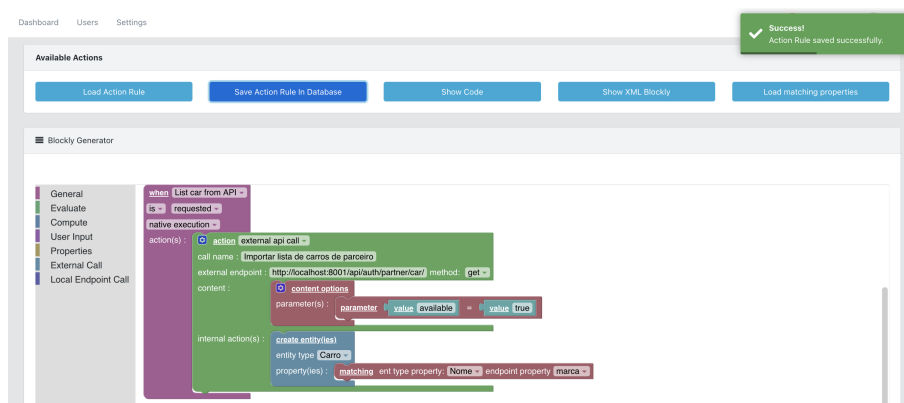 Dashboard Users Settings
Success!
Action Rule saved successfully.
Available Actions
Load Action Rule Save Action Rule In Database Show Code Show XML Blockly Load matching properties
Blockly Generator
General
Evaluate
Compute
User Input
Properties
External Call
Local Endpoint Call
when List car from API
is requested
native execution
action(s) : action external api call
call name : Importar lista de carros de parceiro
external endpoint : http://localhost:8001/api/auth/partner/car/ method: get
content : content options
parameter(s) : parameter value available = value true
internal action(s) : create entity(ies)
entity type Carro
property(ies) : matching ent type property: Nome endpoint property marca